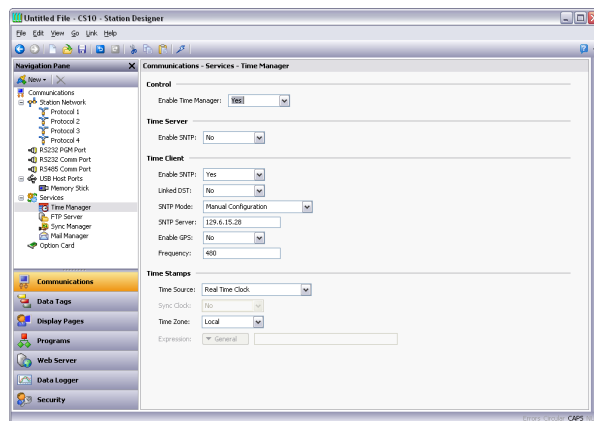 Untitled File - CS10 - Station Designer
File Edit View Go Link Help
Navigation Pane
New
Communications
Station Network
Protocol 1
Protocol 2
Protocol 3
Protocol 4
RS232 PGM Port
RS232 Comm Port
RS485 Comm Port
USB Host Ports
Memory Stick
Services
Time Manager
FTP Server
Sync Manager
Mail Manager
Option Card
Communications
Data Tags
Display Pages
Programs
Web Server
Data Logger
Security
Communications - Services - Time Manager
Control
Enable Time Manager: Yes
Time Server
Enable SNTP: No
Time Client
Enable SNTP: Yes
Linked DST: No
SNTP Mode: Manual Configuration
SNTP Server: 129.6.15.28
Enable GPS: No
Frequency: 480
Time Stamps
Time Source: Real Time Clock
Sync Clock: No
Time Zone: Local
Expression: General
Errors Circular CAPS